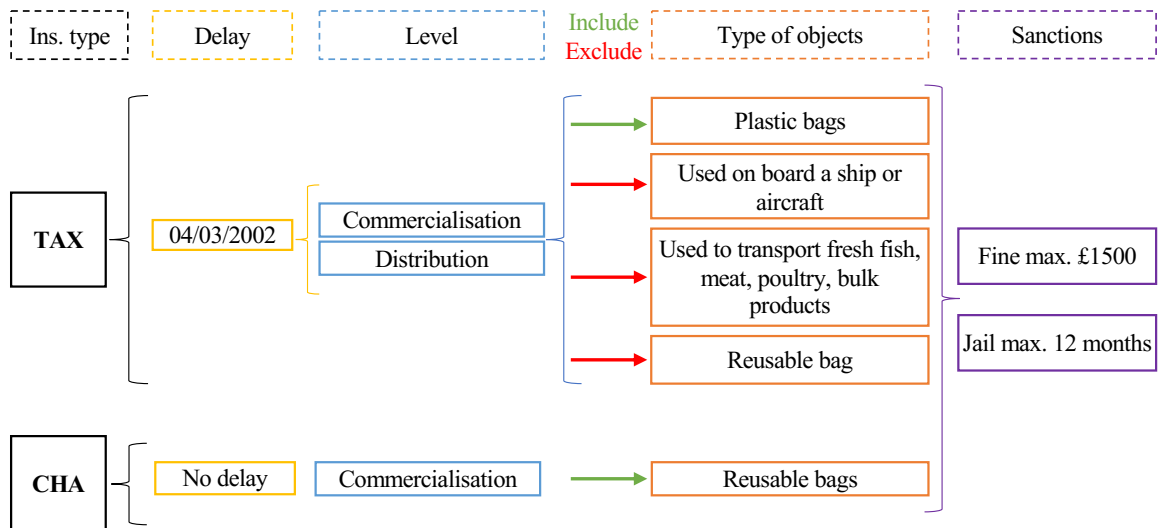 Ins. type
Delay
Level
Include
Exclude
Type of objects
Sanctions
TAX
04/03/2002
Commercialisation
Distribution
Plastic bags
Used on board a ship or
aircraft
Used to transport fresh fish,
meat, poultry, bulk
products
Reusable bag
Fine max. £1500
Jail max. 12 months
CHA
No delay
Commercialisation
Reusable bags